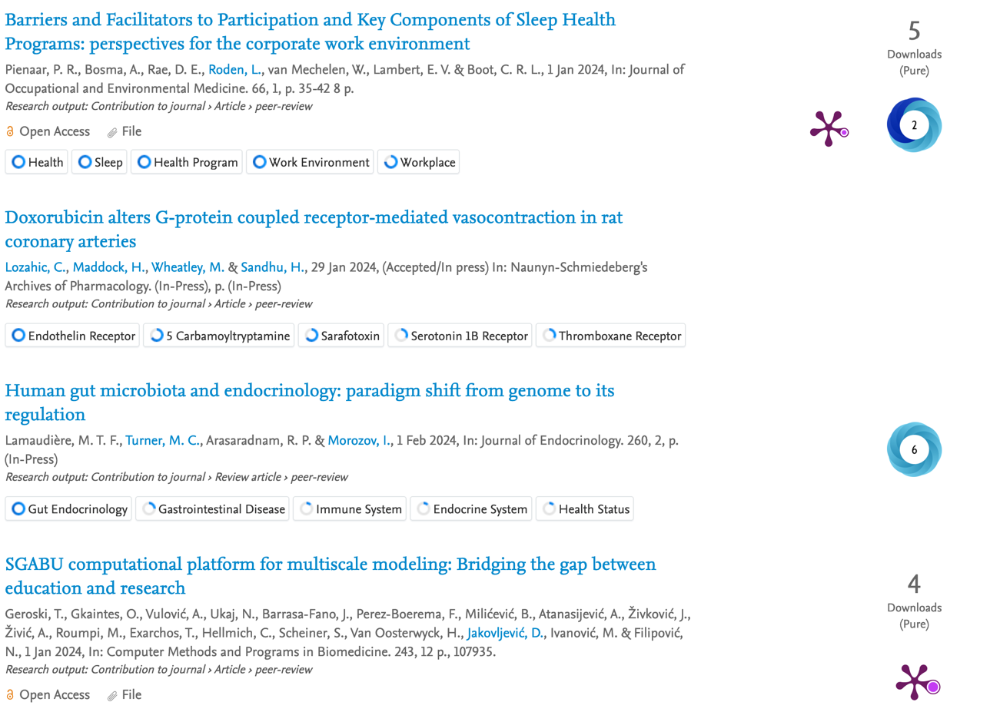 Barriers and Facilitators to Participation and Key Components of Sleep Health
Programs: perspectives for the corporate work environment
Pienaar, P. R., Bosma, A., Rae, D. E., Roden, L., van Mechelen, W., Lambert, E. V. & Boot, C. R. L., 1 Jan 2024, In: Journal of
Occupational and Environmental Medicine. 66, 1, p. 35-42 8 p.
Research output: Contribution to journal › Article › peer-review
Open Access File
Health Sleep Health Program Work Environment Workplace
5
Downloads
(Pure)
2
Doxorubicin alters G-protein coupled receptor-mediated vasocontraction in rat
coronary arteries
Lozahic, C., Maddock, H., Wheatley, M. & Sandhu, H., 29 Jan 2024, (Accepted/In press) In: Naunyn-Schmiedeberg's
Archives of Pharmacology. (In-Press), p. (In-Press)
Research output: Contribution to journal › Article › peer-review
Endothelin Receptor 5 Carbamoyltryptamine Sarafotoxin Serotonin 1B Receptor Thromboxane Receptor
Human gut microbiota and endocrinology: paradigm shift from genome to its
regulation
Lamaudière, M. T. F., Turner, M. C., Arasaradnam, R. P. & Morozov, I., 1 Feb 2024, In: Journal of Endocrinology. 260, 2, p.
(In-Press)
Research output: Contribution to journal › Review article › peer-review
Gut Endocrinology Gastrointestinal Disease Immune System Endocrine System Health Status
6
SGABU computational platform for multiscale modeling: Bridging the gap between
education and research
Geroski, T., Gkaintes, O., Vulović, A., Ukaj, N., Barrasa-Fano, J., Perez-Boerema, F., Milićević, B., Atanasijević, A., Živković, J.,
Živić, A., Roumpi, M., Exarchos, T., Hellmich, C., Scheiner, S., Van Oosterwyck, H., Jakovljević, D., Ivanović, M. & Filipović,
N., 1 Jan 2024, In: Computer Methods and Programs in Biomedicine. 243, 12 p., 107935.
Research output: Contribution to journal › Article › peer-review
Open Access File
4
Downloads
(Pure)